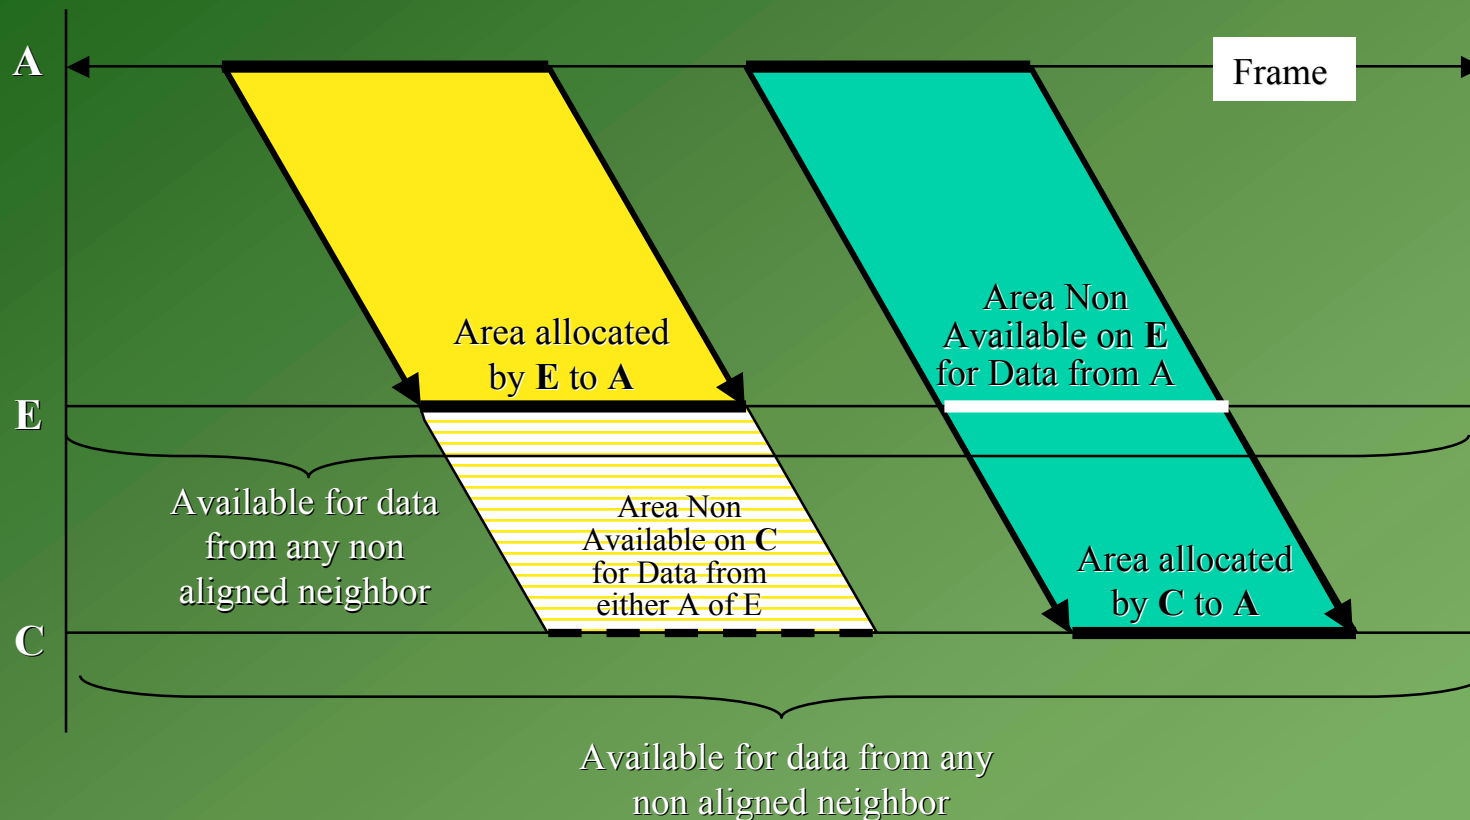 A
Frame
Area allocated
by E to A
Area Non
Available on E
for Data from A
E
Available for data
from any non
aligned neighbor
Area Non
Available on C
for Data from
either A of E
Area allocated
by C to A
C
Available for data from any
non aligned neighbor